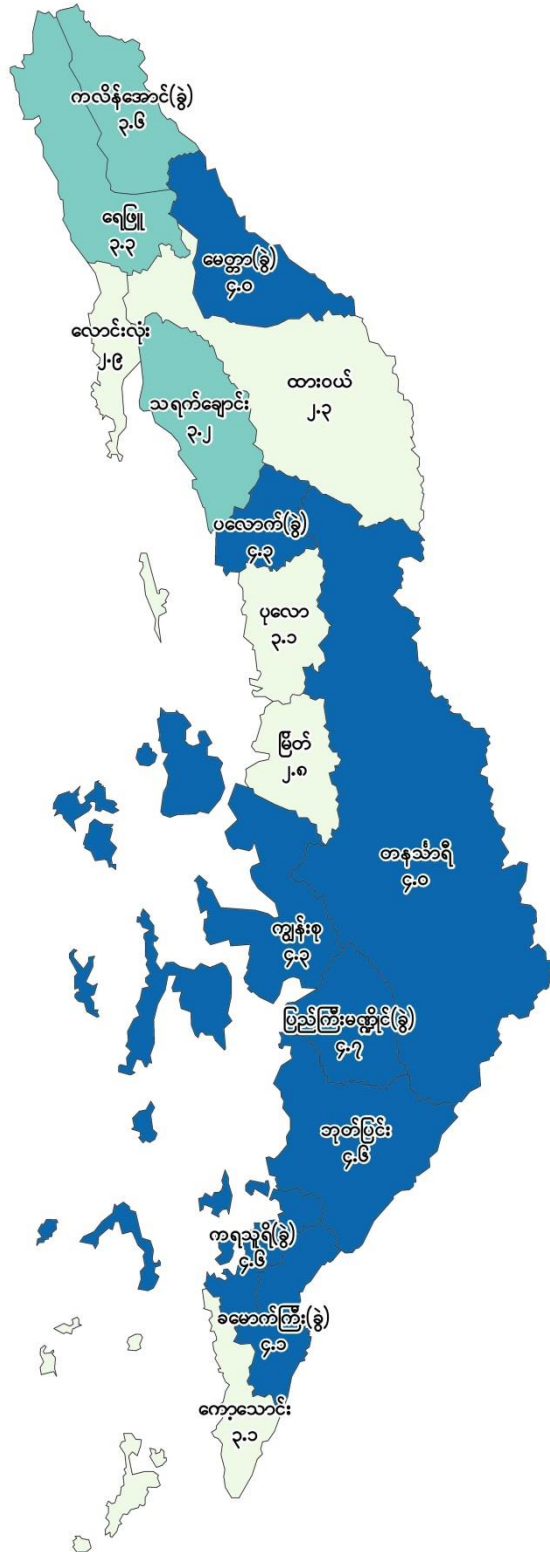 ကလိန်အောင်(ခွဲ)
၃.၆
ရေဖြူ
၃.၃
မေတ္တာ(ခွဲ)
၄.၀
လောင်းလုံး
၂.၉
ထားဝယ်
၂.၃
သရက်ချောင်း
၃.၂
ပလောက်(ခွဲ)
၄.၃
ပုလော
၃.၁
မြိတ်
၂.၈
တနင်္သာရီ
၄.၀
ကျွန်းစု
၄.၃
ပြည်ကြီးမဏ္ဍိုင်(ခွဲ)
၄.၇
ဘုတ်ပြင်း
၄.၆
ကရသူရိ(ခွဲ)
၄.၆
ခမောက်ကြီး(ခွဲ)
၄.၁
ကော့သောင်း
၃.၁